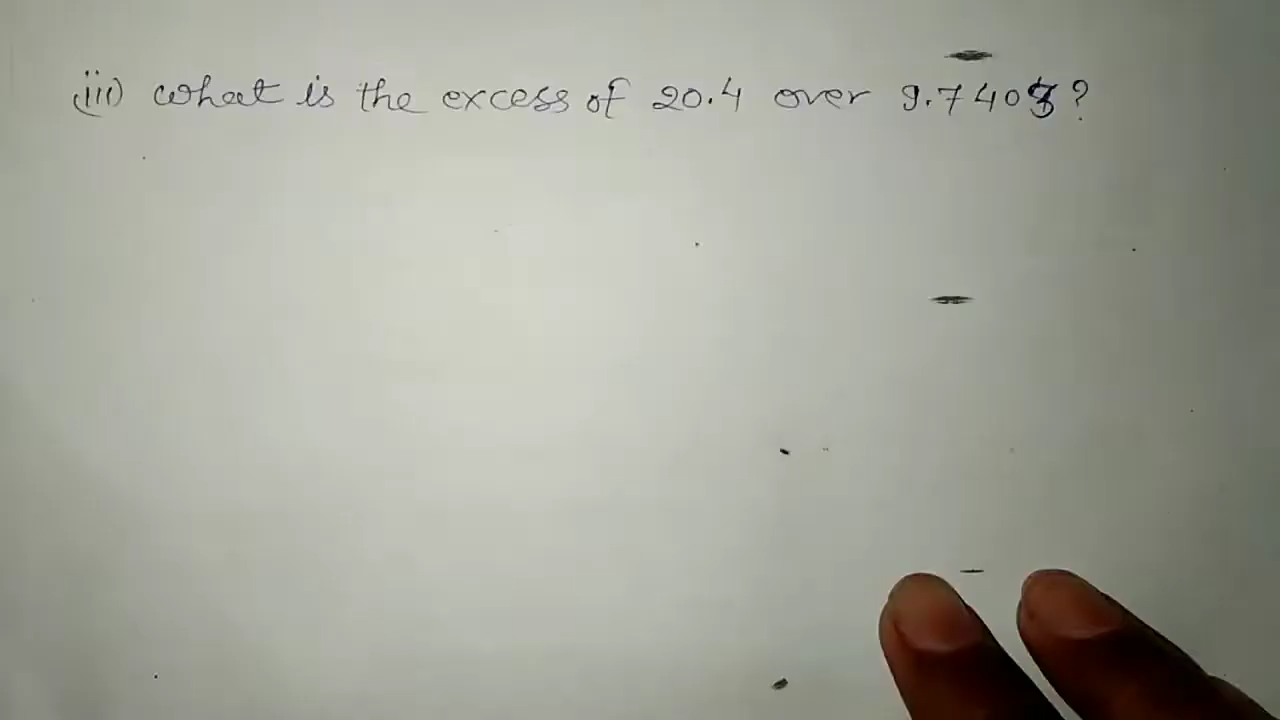 (iii) what is the excess of 20.4 over 9.7403?